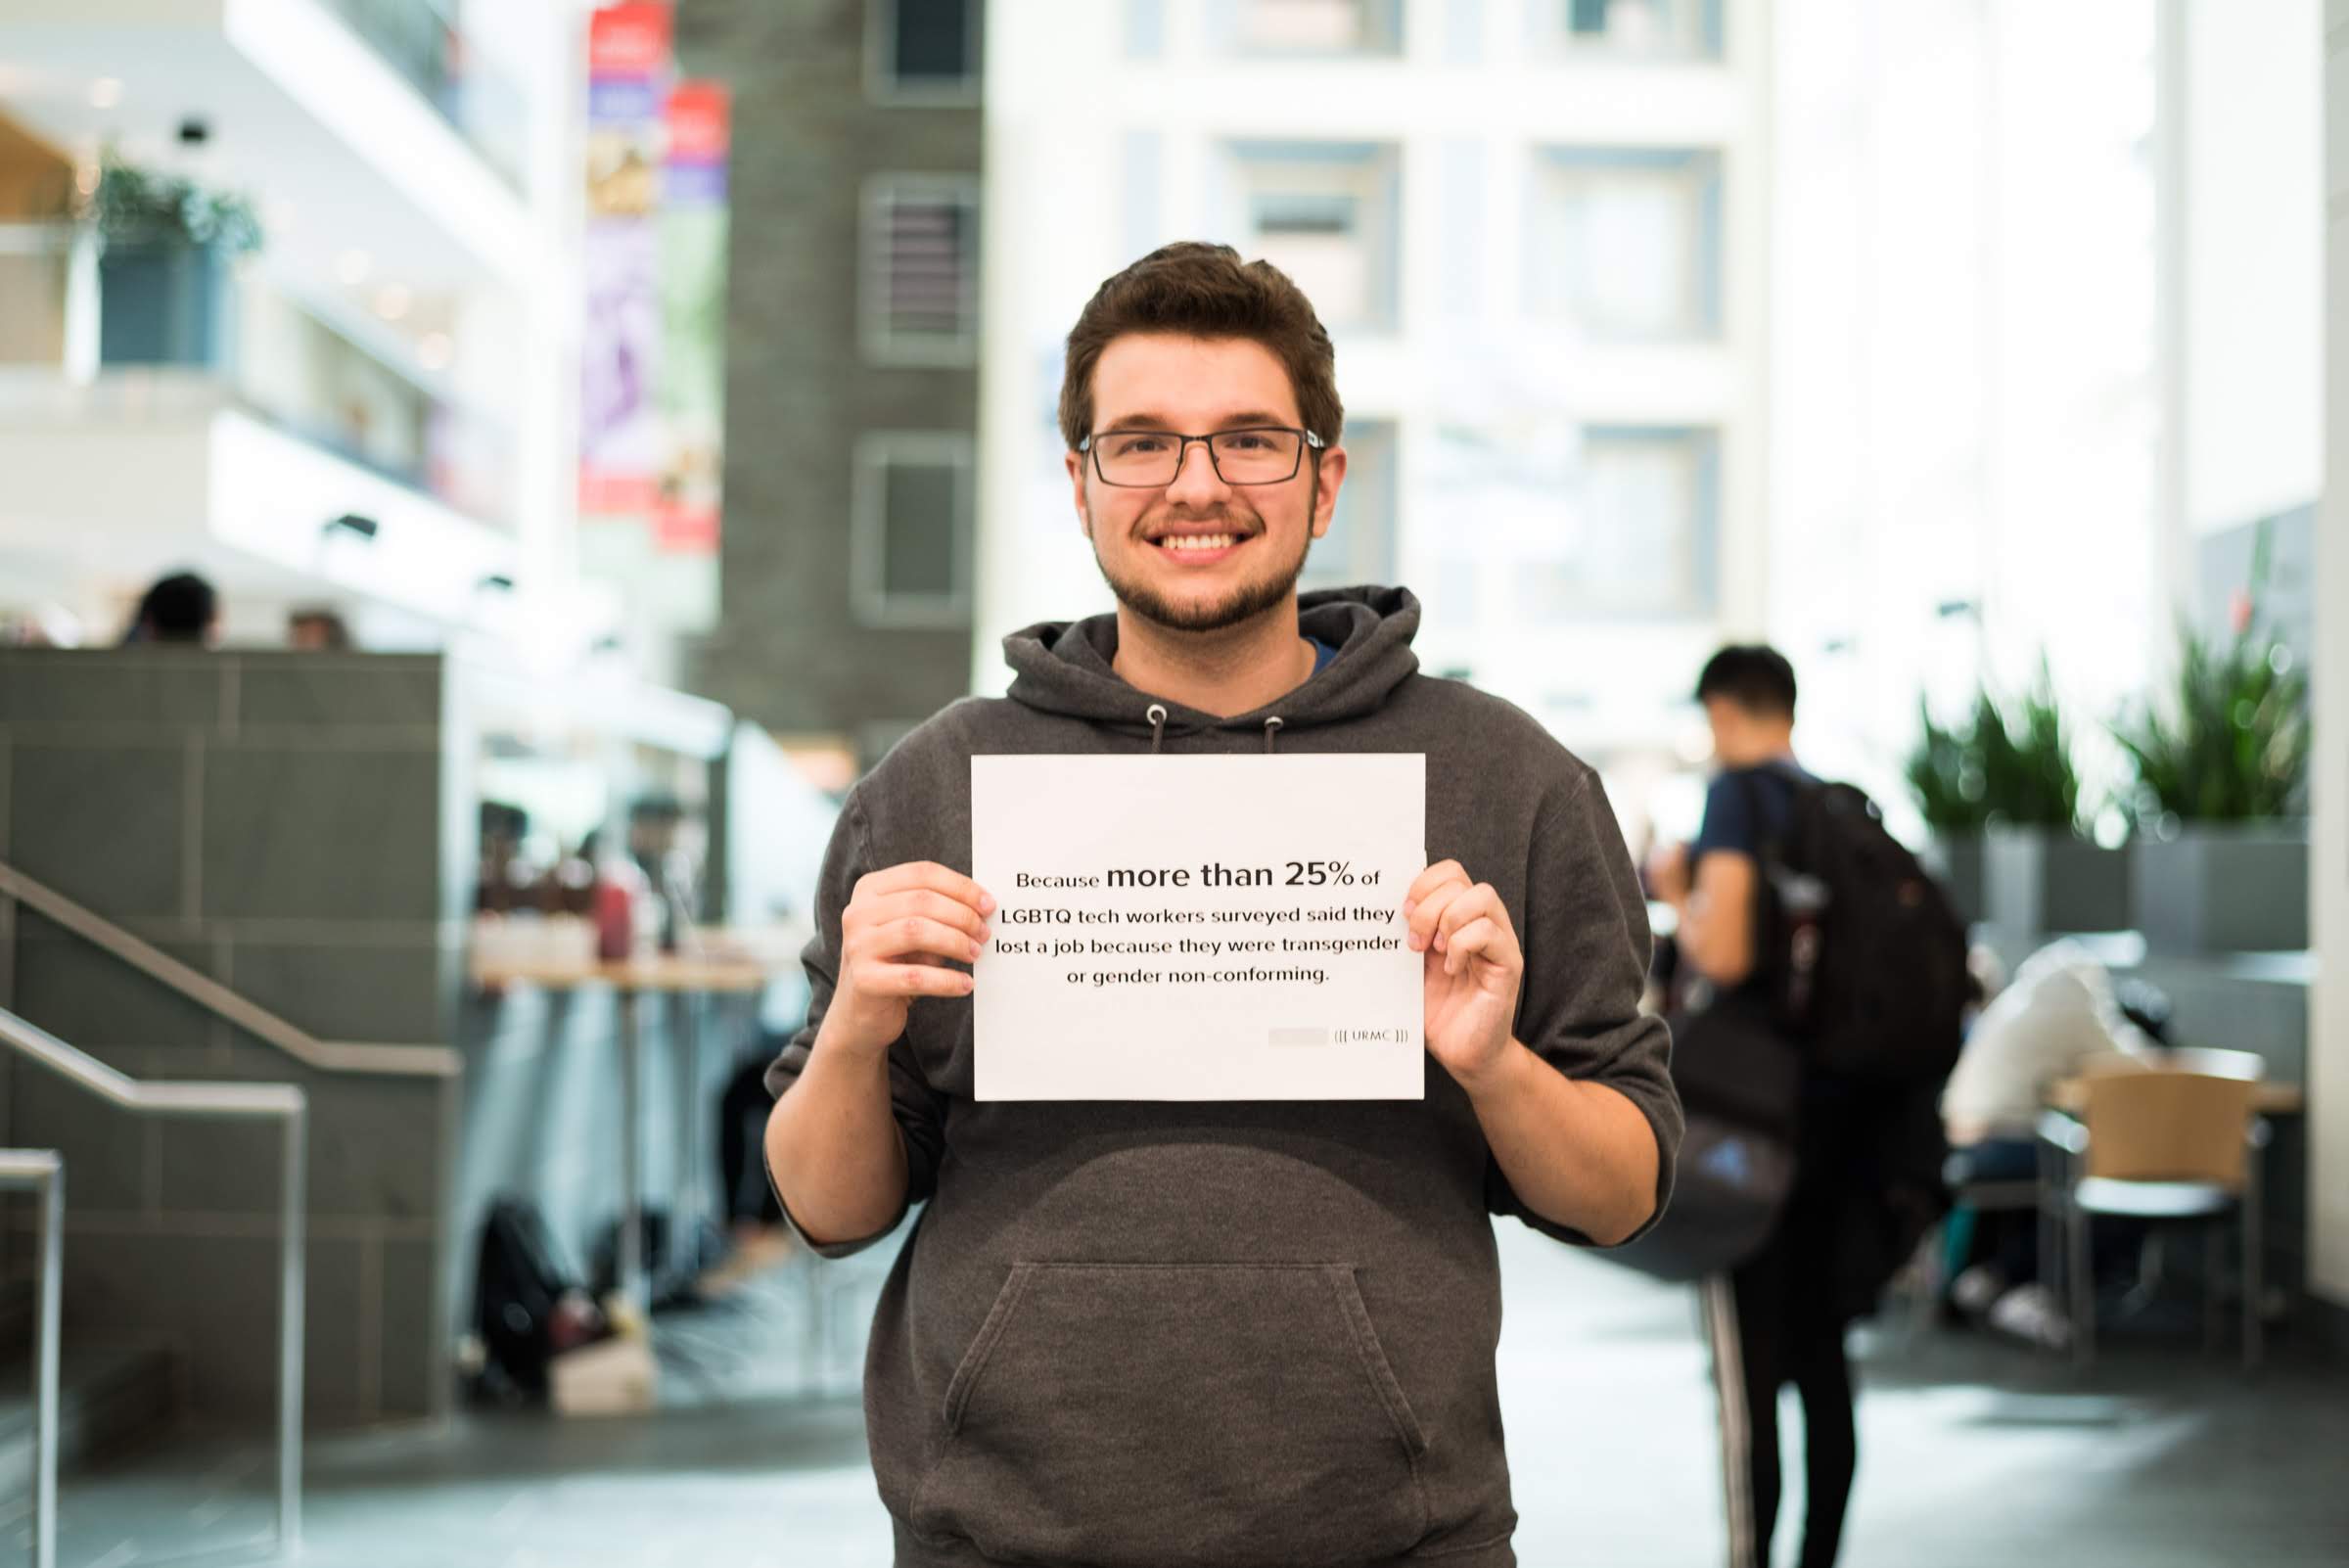 Because more than 25% of
LGBTQ tech workers surveyed said they
lost a job because they were transgender
or gender non-conforming.
([[ URMC ]])